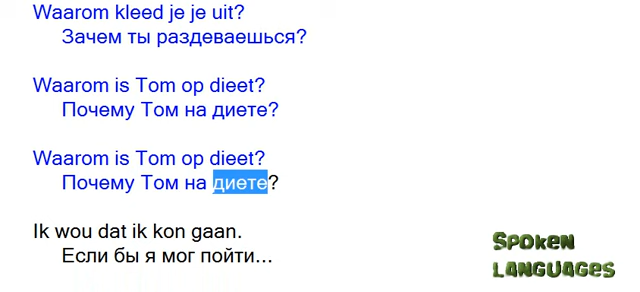 Waarom kleed je je uit?
Зачем ты раздеваешься?
Waarom is Tom op dieet?
Почему Том на диете?
Waarom is Tom op dieet?
Почему Том на диете?
Ik wou dat ik kon gaan.
Если бы я мог пойти...
SPOKEN
LANGUAGES